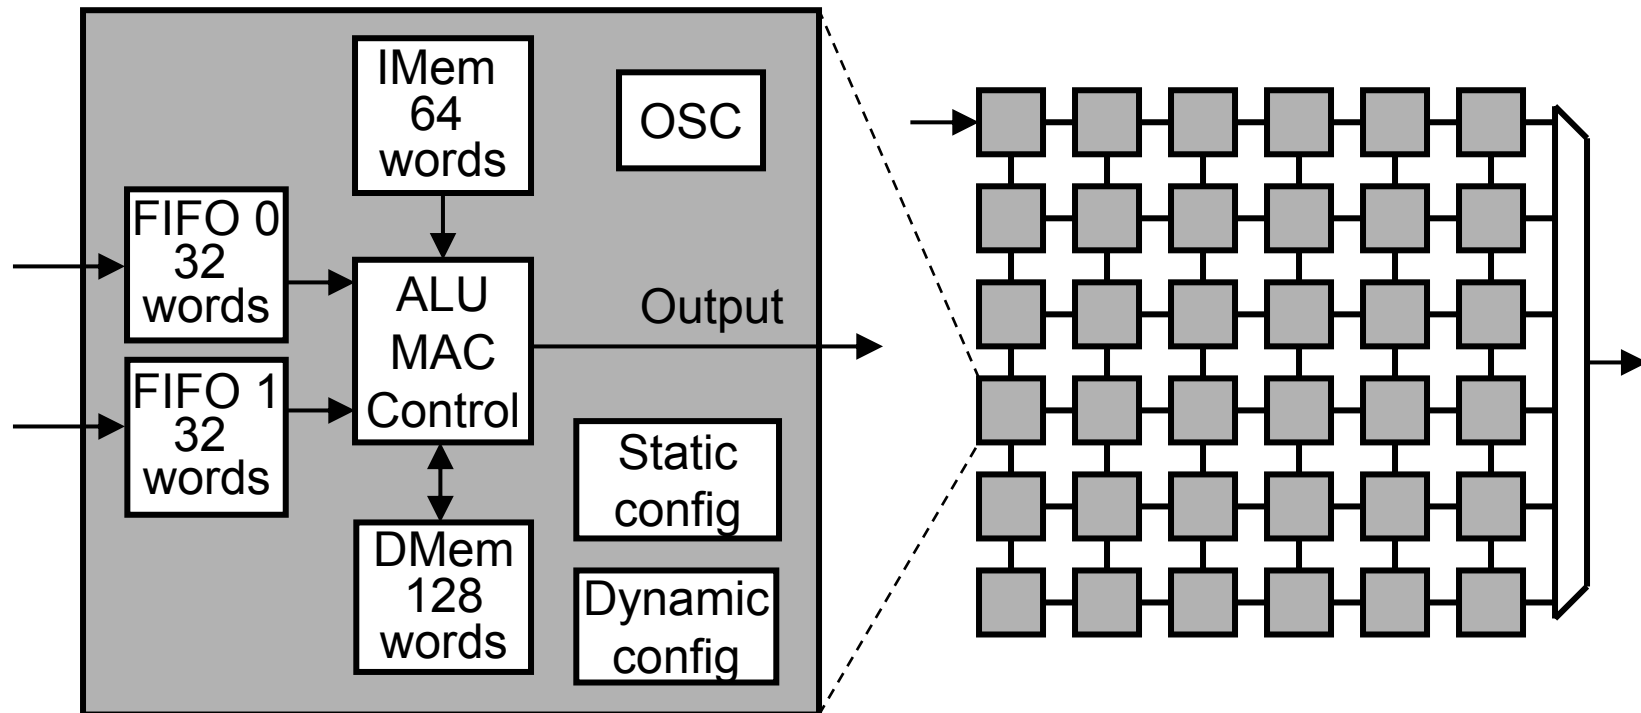 IMem
64
words
OSC
FIFO 0
32
words
ALU
MAC
Control
Output
FIFO 1
32
words
Static
config
DMem
128
words
Dynamic
config